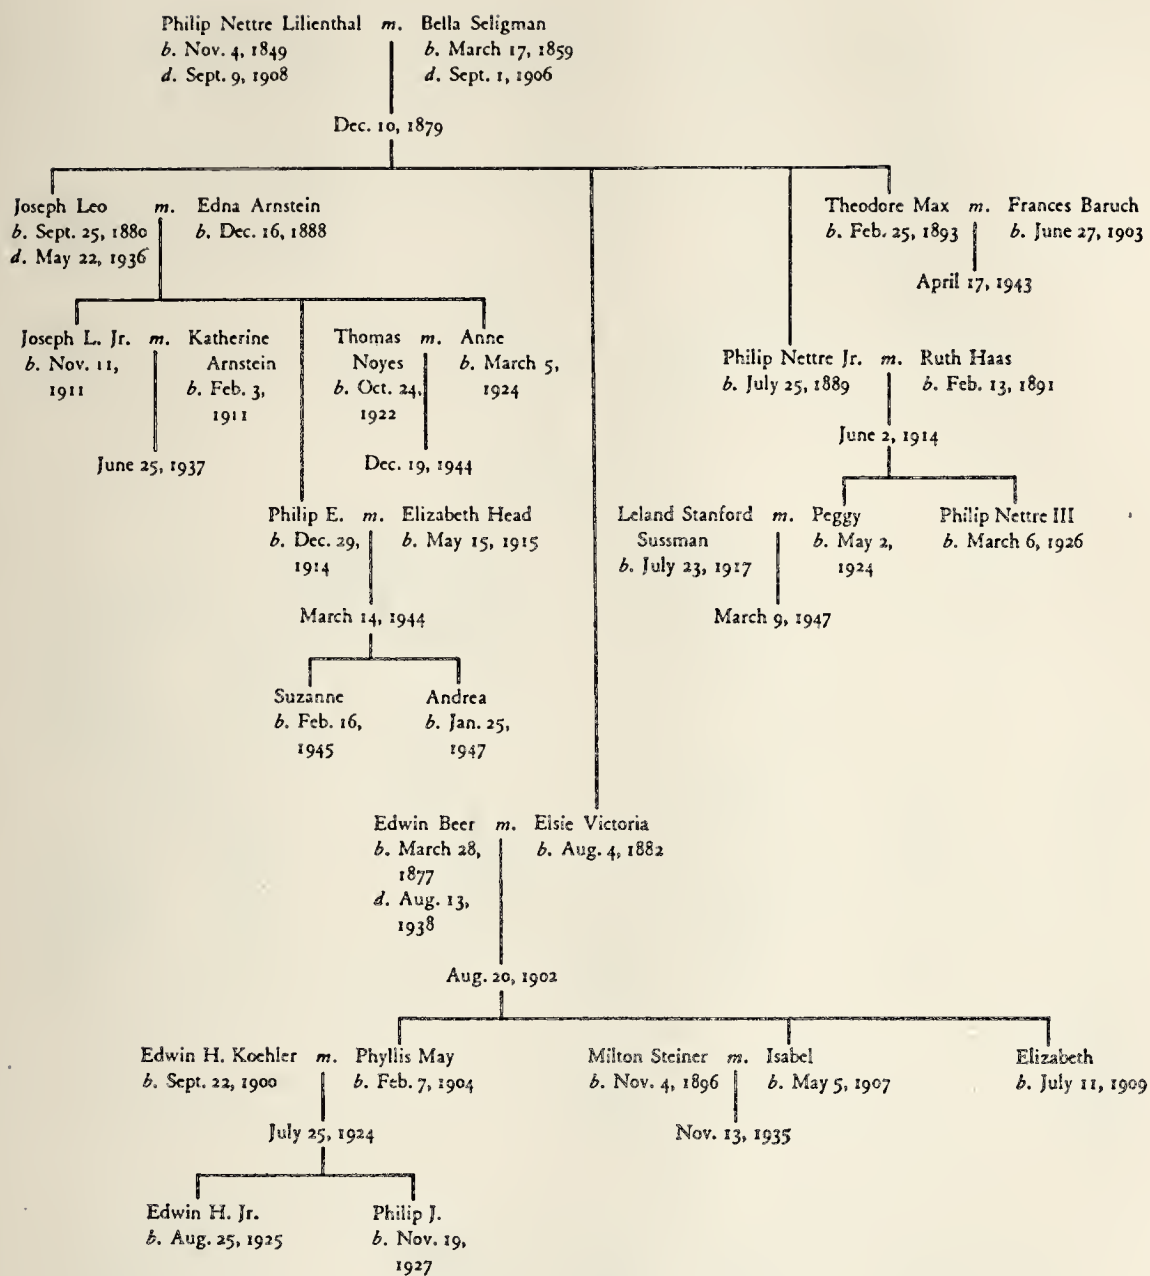 Philip Nettre Lilienthal m. Bella Seligman
b. Nov. 4, 1849 b. March 17, 1859
d. Sept. 9, 1908 d. Sept. 1, 1906
Dec. 10, 1879
Joseph Leo m. Edna Arnstein
b. Sept. 25, 1880 b. Dec. 16, 1888
d. May 22, 1936
Theodore Max m. Frances Baruch
b. Feb. 25, 1893 b. June 27, 1903
April 17, 1943
Joseph L. Jr. m. Katherine
b. Nov. 11, Arnstein
1911 b. Feb. 3,
1911
June 25, 1937
Thomas m. Anne
Noyes b. March 5,
b. Oct. 24, 1924
1922
Dec. 19, 1944
Philip Nettre Jr. m. Ruth Haas
b. July 25, 1889 b. Feb. 13, 1891
June 2, 1914
Philip E. m. Elizabeth Head
b. Dec. 29, b. May 15, 1915
1914
March 14, 1944
Leland Stanford m. Peggy
Sussman b. May 2,
b. July 23, 1917 1924
March 9, 1947
Philip Nettre III
b. March 6, 1926
Suzanne
b. Feb. 16,
1945
Andrea
b. Jan. 25,
1947
Edwin Beer m. Elsie Victoria
b. March 28, b. Aug. 4, 1882
1877
d. Aug. 13,
1938
Aug. 20, 1902
Edwin H. Koehler m. Phyllis May
b. Sept. 22, 1900 b. Feb. 7, 1904
July 25, 1924
Milton Steiner m. Isabel
b. Nov. 4, 1896 b. May 5, 1907
Nov. 13, 1935
Elizabeth
b. July 11, 1909
Edwin H. Jr.
b. Aug. 25, 1925
Philip J.
b. Nov. 19,
1927